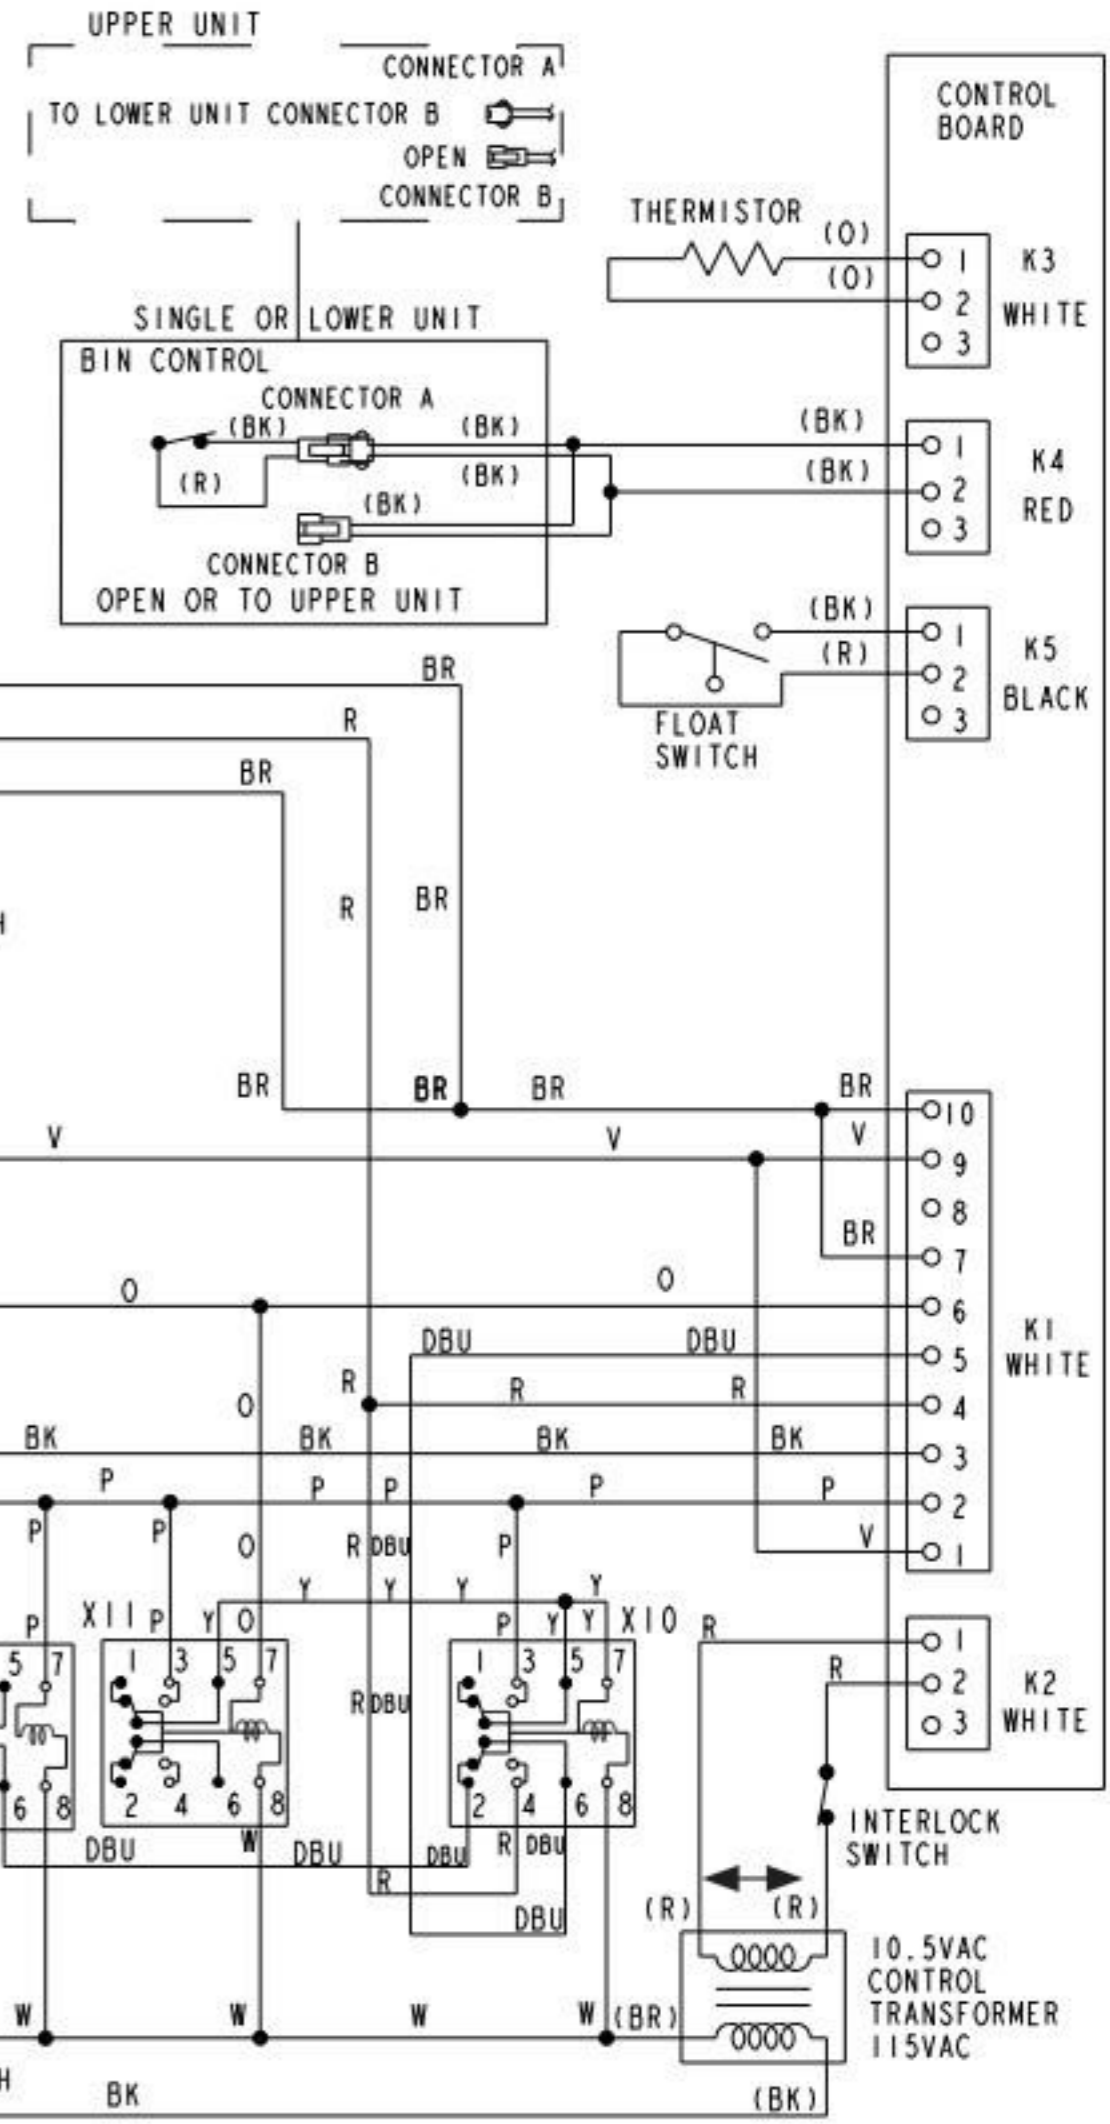 UPPER UNIT
CONNECTOR A
TO LOWER UNIT CONNECTOR B
OPEN
CONNECTOR B
CONTROL
BOARD
THERMISTOR
(O)
(O)
1
2
3
K3
WHITE
SINGLE OR LOWER UNIT
BIN CONTROL
CONNECTOR A
(BK)
(BK)
(BK)
(R)
(BK)
(BK)
(BK)
1
2
3
K4
RED
CONNECTOR B
OPEN OR TO UPPER UNIT
(BK)
(R)
1
2
3
K5
BLACK
FLOAT
SWITCH
BR
R
BR
R
BR
H
BR
BR
BR
BR
10
V
V
V
9
8
BR
7
O
O
6
DBU
DBU
5
K1
WHITE
R
R
R
4
O
BK
BK
BK
BK
3
P
P
P
P
P
2
P
P
O
R
DBU
P
V
1
Y
Y
Y
Y
P
X11
P
Y
O
P
Y
Y
X10
R
1
5
7
1
3
5
7
1
3
5
7
R
2
K2
WHITE
3
R
DBU
6
8
2
4
6
8
2
4
6
8
INTERLOCK
SWITCH
DBU
W
DBU
DBU
R
DBU
R
DBU
(R)
(R)
10.5VAC
CONTROL
TRANSFORMER
115VAC
W
W
W
W
(BR)
H
BK
(BK)